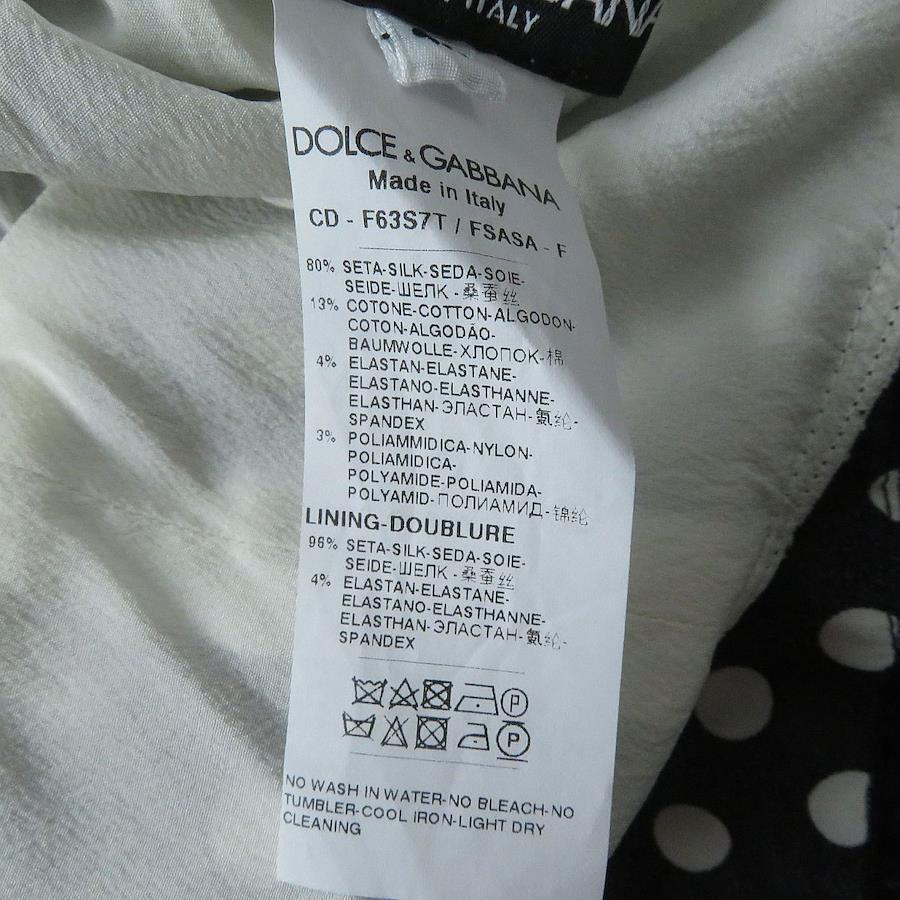 ITALY
DOLCE & GABBANA
Made in Italy
CD - F63S7T / FSASA - F
80% SETA-SILK-SEDA-SOIE-
SEIDE-ШЕЛК-桑蚕丝
13% COTONE-COTTON-ALGODON-
COTON-ALGODÃO-
BAUMWOLLE-ХЛОПОК-棉
4% ELASTAN-ELASTANE-
ELASTANO-ELASTHANNE-
ELASTHAN-ЭЛАСТАН-氨纶-
SPANDEX
3% POLIAMMIDICA-NYLON-
POLIAMIDICA-
POLYAMIDE-POLIAMIDA-
POLYAMID-ПОЛИАМИД-锦纶
LINING-DOUBLURE
96% SETA-SILK-SEDA-SOIE-
SEIDE-ШЕЛК-桑蚕丝
4% ELASTAN-ELASTANE-
ELASTANO-ELASTHANNE-
ELASTHAN-ЭЛАСТАН-氨纶-
SPANDEX
P
P
NO WASH IN WATER-NO BLEACH-NO
TUMBLER-COOL IRON-LIGHT DRY
CLEANING